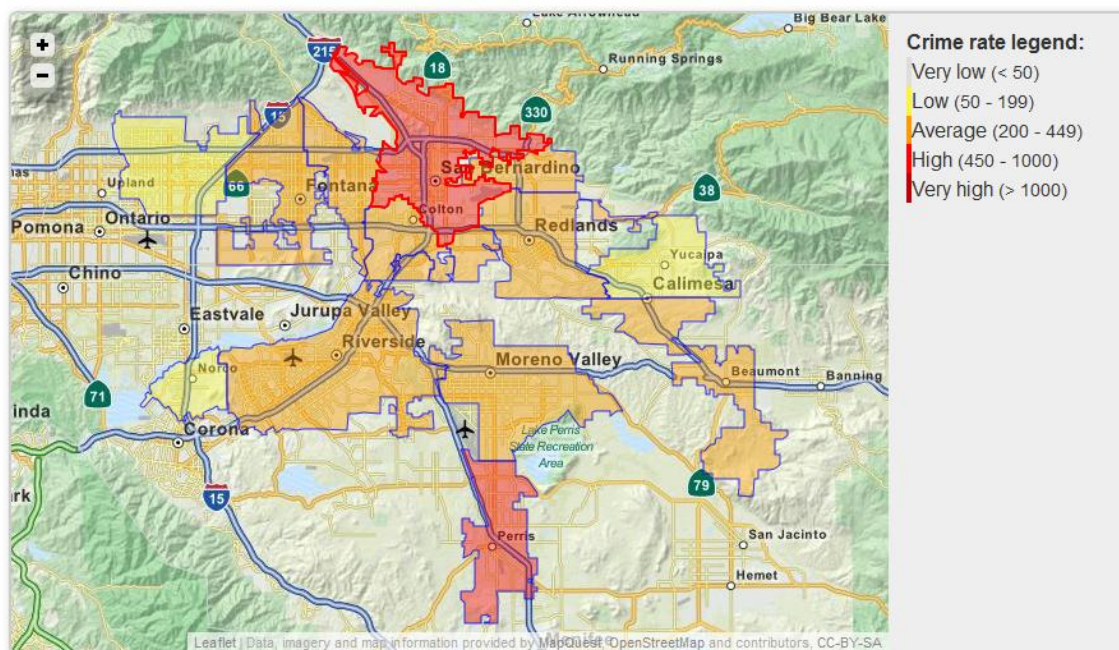 Lake Arrowhead
Big Bear Lake
+
215
18
Running Springs
−
330
15
38
Upland
66
Fontana
San Bernardino
Colton
Ontario
Redlands
Pomona
Yucaipa
Chino
Calimesa
Eastvale
Jurupa Valley
Riverside
Moreno Valley
Norco
Beaumont
Banning
71
Corona
Lake Perris
State Recreation
Area
79
15
Perris
San Jacinto
Hemet
Menifee
Leaflet | Data, imagery and map information provided by MapQuest, OpenStreetMap and contributors, CC-BY-SA
Crime rate legend:
Very low (< 50)
Low (50 - 199)
Average (200 - 449)
High (450 - 1000)
Very high (> 1000)